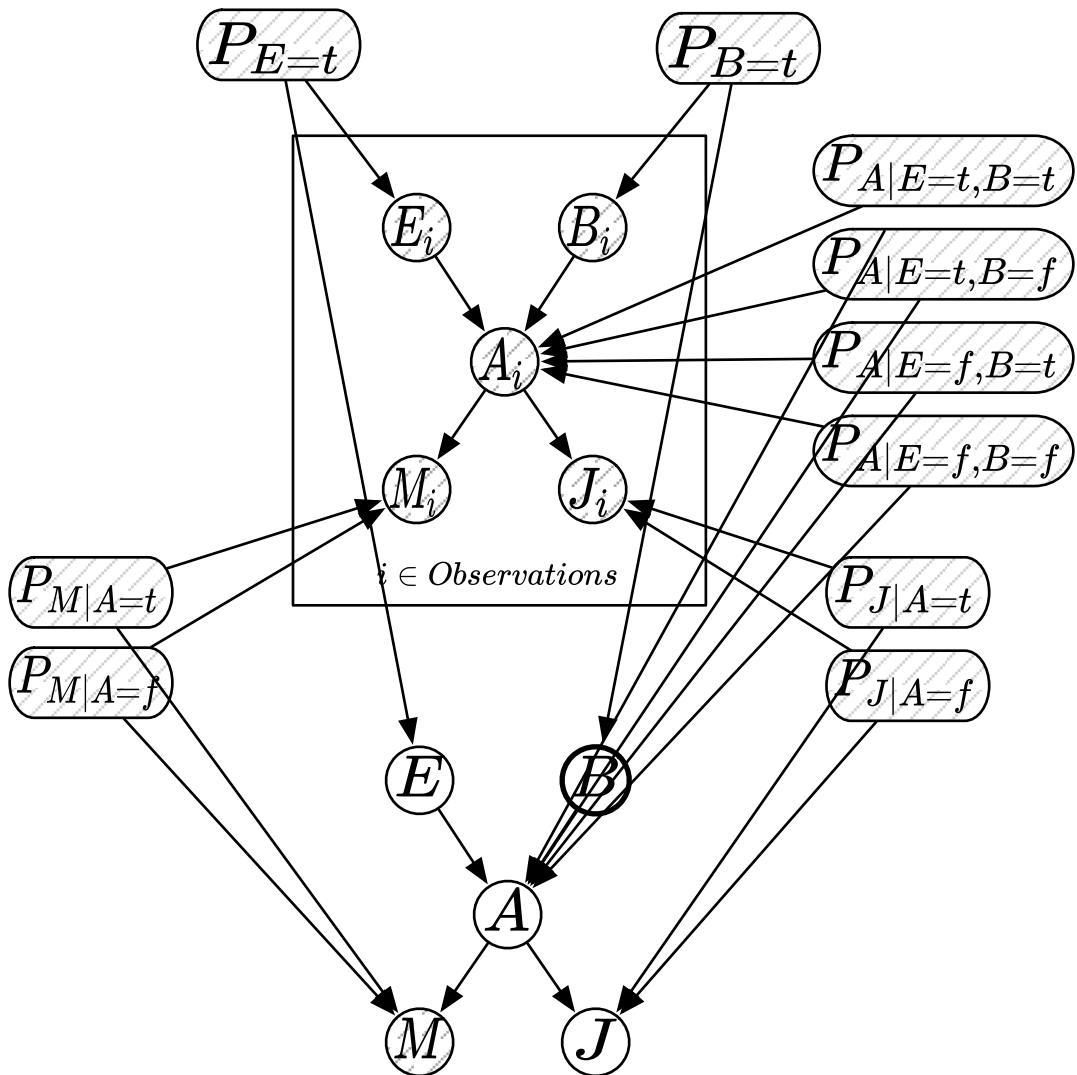 P_{E=t}
P_{B=t}
P_{A|E=t,B=t}
E_i
B_i
P_{A|E=t,B=f}
A_i
P_{A|E=f,B=t}
P_{A|E=f,B=f}
M_i
J_i
i ∈ Observations
P_{M|A=t}
P_{J|A=t}
P_{M|A=f}
P_{J|A=f}
E
B
A
M
J